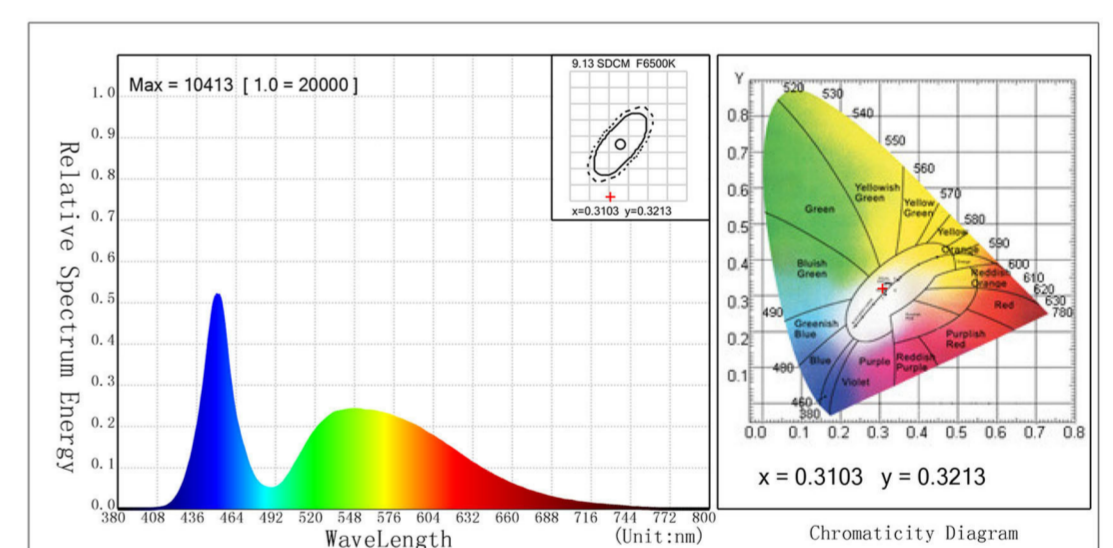 Max = 10413 [ 1.0 = 20000 ]
Relative Spectrum Energy
1.0
0.9
0.8
0.7
0.6
0.5
0.4
0.3
0.2
0.1
0.0
380 408 436 464 492 520 548 576 604 632 660 688 716 744 772 800
WaveLength
(Unit:nm)
9.13 SDCM F6500K
x=0.3103 y=0.3213
Y
0.8
0.7
0.6
0.5
0.4
0.3
0.2
0.1
0.0 0.1 0.2 0.3 0.4 0.5 0.6 0.7 0.8
520
530
540
550
560
570
580
590
600
610
620
630
780
490
480
460
380
Green
Yellowish
Green
Yellow
Green
Yellow
Orange
Reddish
Orange
Red
Bluish
Green
Greenish
Blue
Blue
Violet
Purple
Reddish
Purple
Purplish
Red
x = 0.3103 y = 0.3213
Chromaticity Diagram